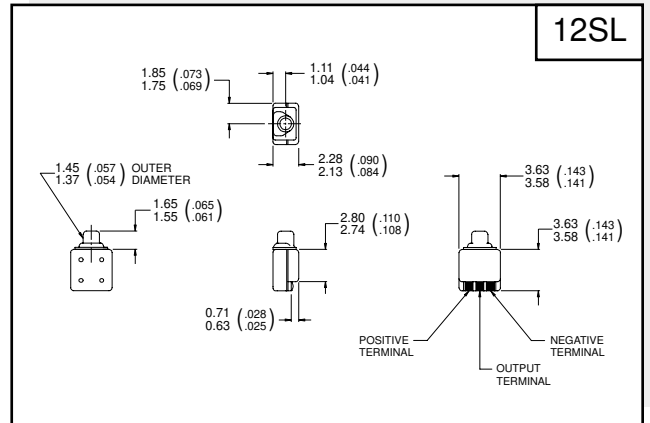 12SL
1.85 (.073)
1.75 (.069)
1.11 (.044)
1.04 (.041)
2.28 (.090)
2.13 (.084)
1.45 (.057) OUTER
1.37 (.054) DIAMETER
1.65 (.065)
1.55 (.061)
2.80 (.110)
2.74 (.108)
3.63 (.143)
3.58 (.141)
3.63 (.143)
3.58 (.141)
0.71 (.028)
0.63 (.025)
POSITIVE
TERMINAL
NEGATIVE
TERMINAL
OUTPUT
TERMINAL